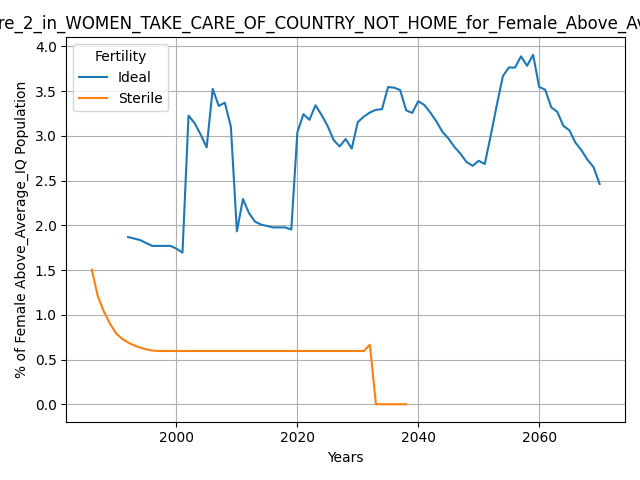 re_2_in_WOMEN_TAKE_CARE_OF_COUNTRY_NOT_HOME_for_Female_Above_Av
Fertility
Ideal
Sterile
% of Female Above_Average_IQ Population
4.0
3.5
3.0
2.5
2.0
1.5
1.0
0.5
0.0
2000 2020 2040 2060
Years